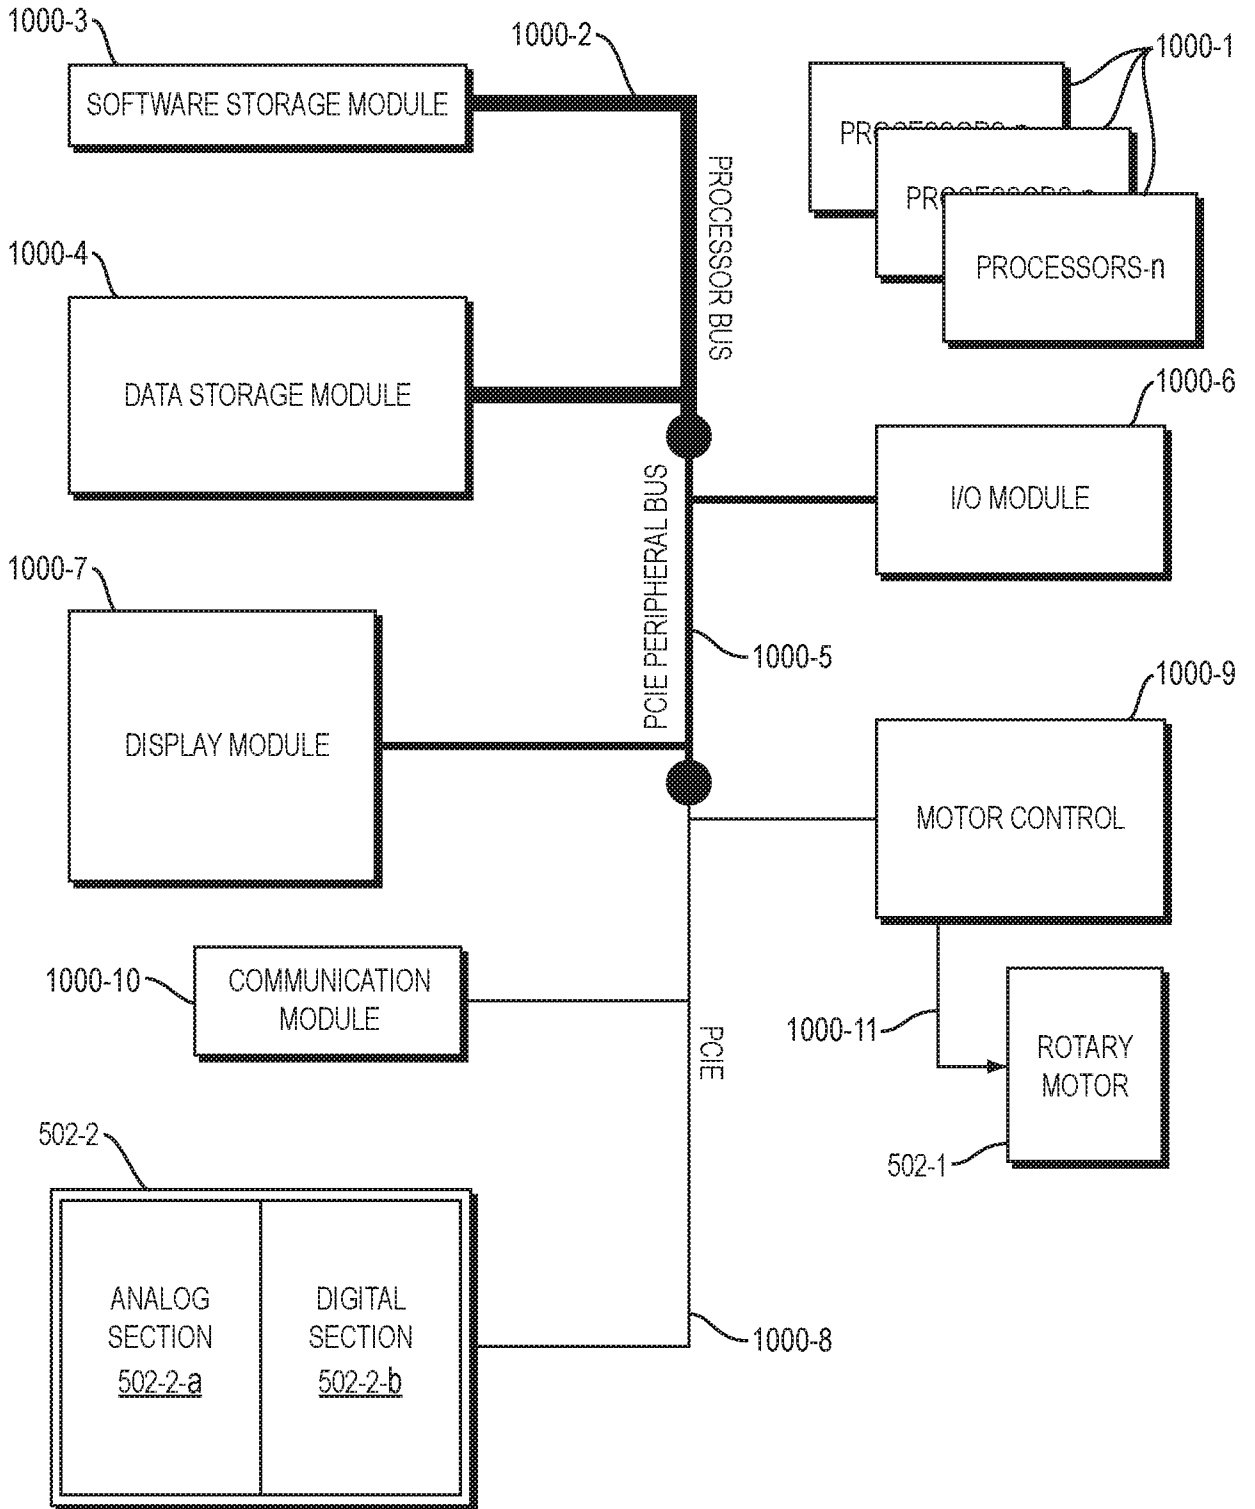 1000-3
1000-2
1000-1
SOFTWARE STORAGE MODULE
PROCESSORS-n
PROCESSOR BUS
1000-4
DATA STORAGE MODULE
1000-6
I/O MODULE
PCIE PERIPHERAL BUS
1000-7
DISPLAY MODULE
1000-5
1000-9
MOTOR CONTROL
1000-10
COMMUNICATION
MODULE
1000-11
ROTARY
MOTOR
PCIE
502-1
502-2
ANALOG
SECTION
502-2-a
DIGITAL
SECTION
502-2-b
1000-8